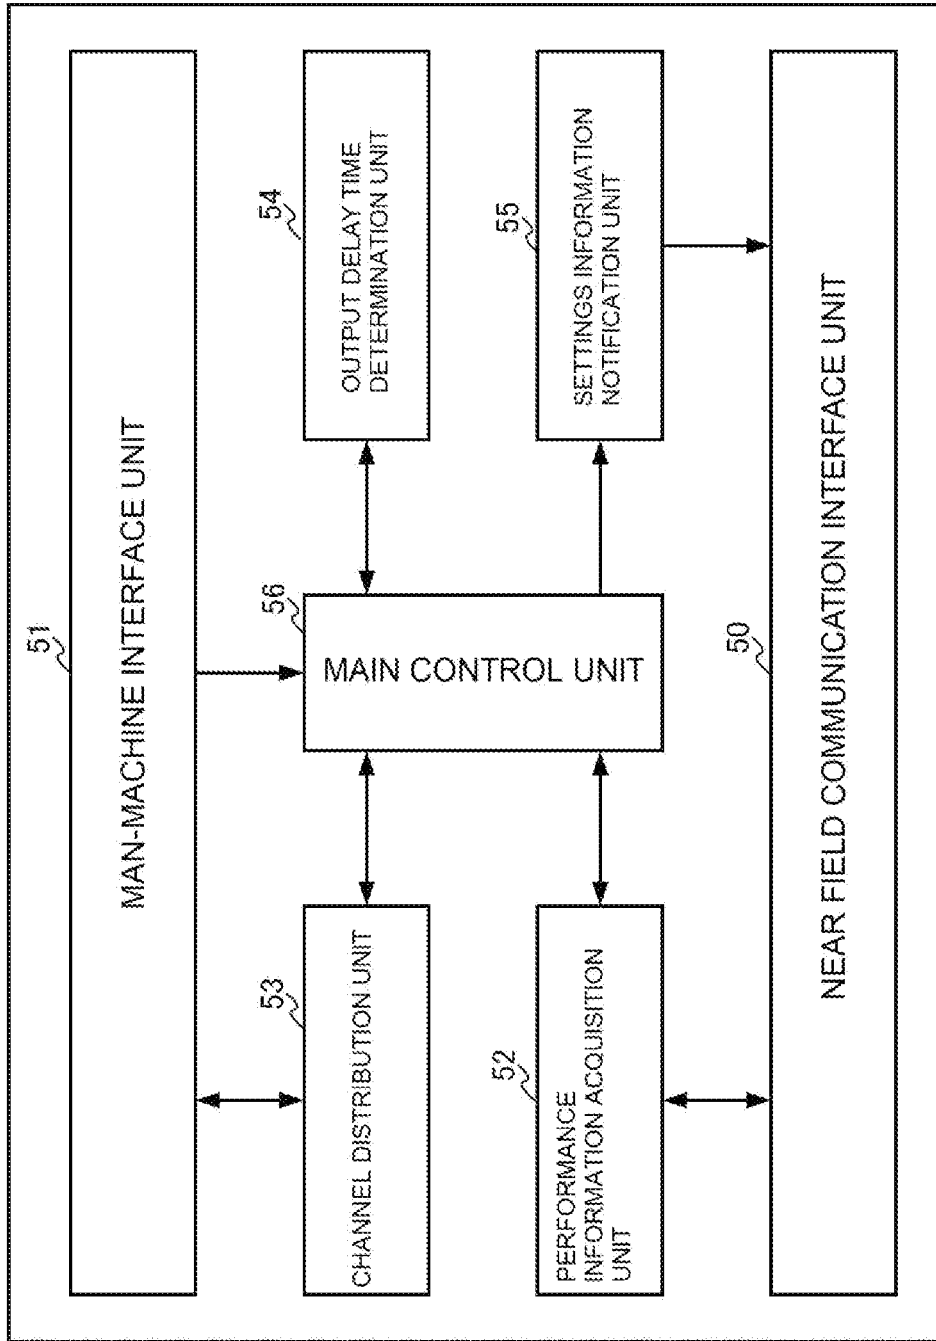 51
MAN-MACHINE INTERFACE UNIT
53
CHANNEL DISTRIBUTION UNIT
56
MAIN CONTROL UNIT
54
OUTPUT DELAY TIME
DETERMINATION UNIT
52
PERFORMANCE
INFORMATION ACQUISITION
UNIT
55
SETTINGS INFORMATION
NOTIFICATION UNIT
50
NEAR FIELD COMMUNICATION INTERFACE UNIT